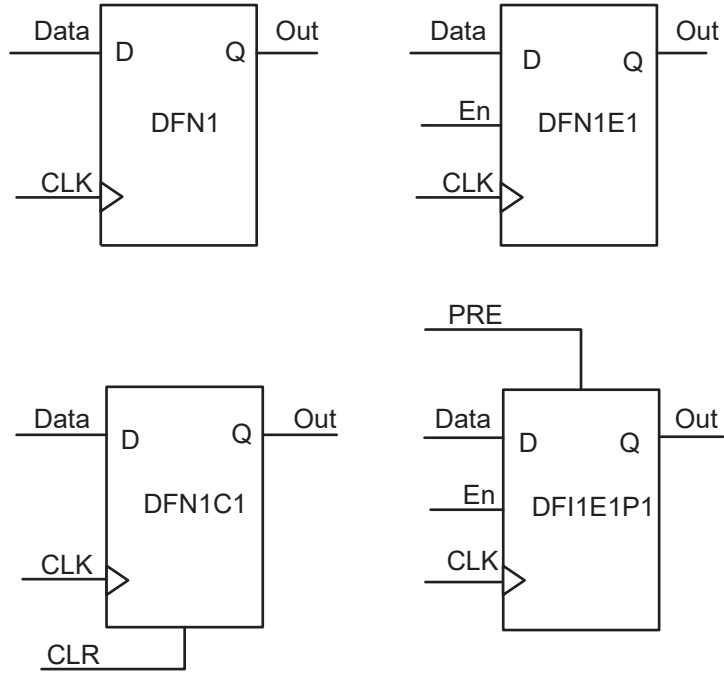 Data
D
Q
Out
DFN1
CLK
Data
D
Q
Out
En
DFN1E1
CLK
Data
D
Q
Out
DFN1C1
CLK
CLR
PRE
Data
D
Q
Out
En
DFI1E1P1
CLK